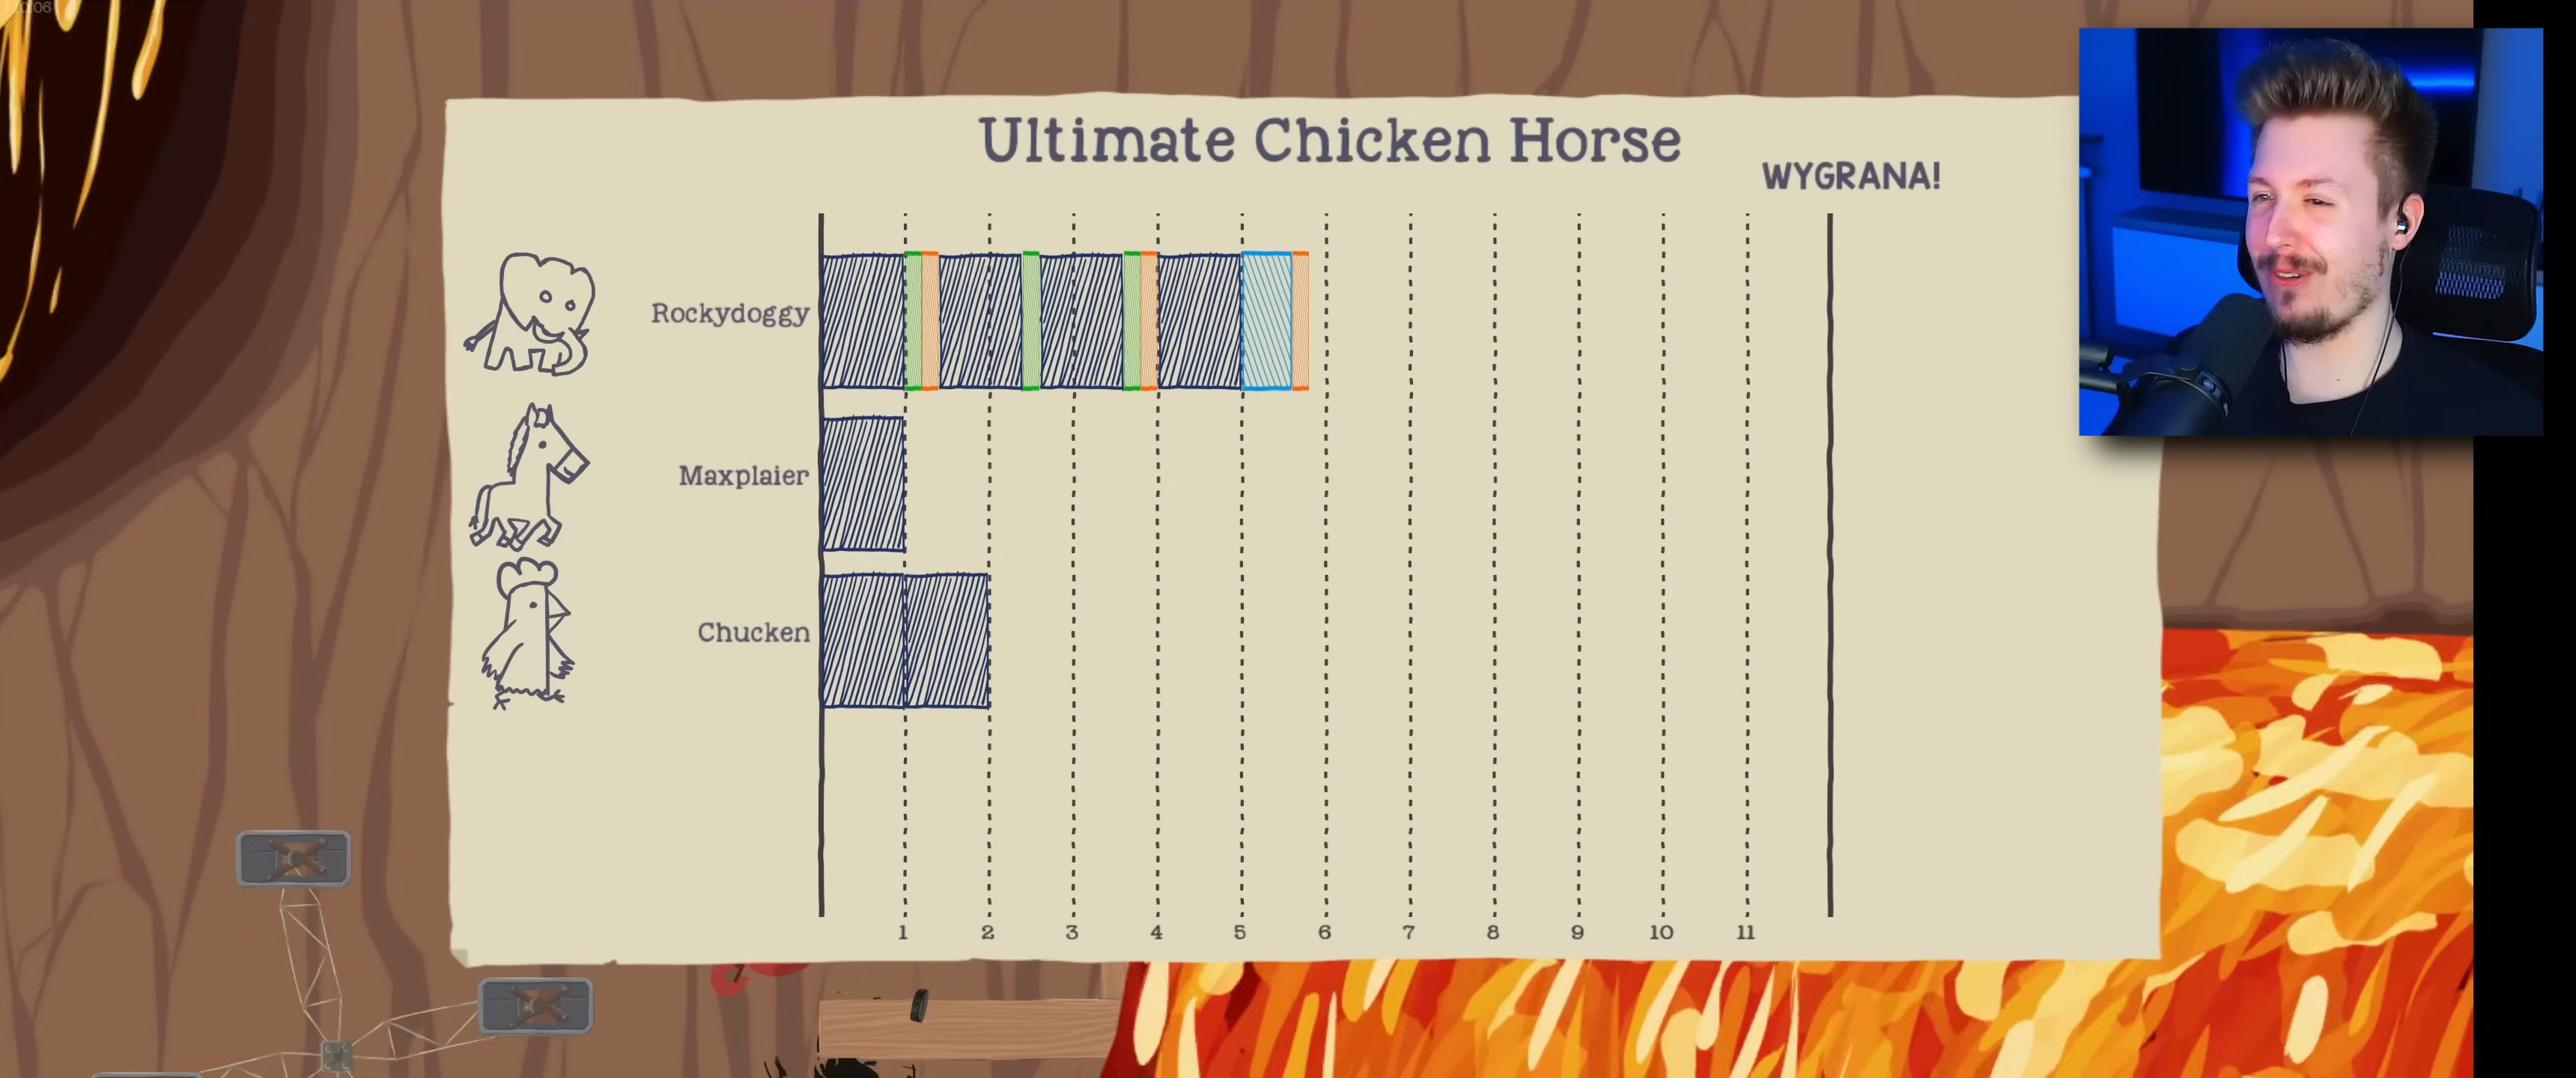 Ultimate Chicken Horse
WYGRANA!
Rockydoggy
Maxplaier
Chucken
1 2 3 4 5 6 7 8 9 10 11